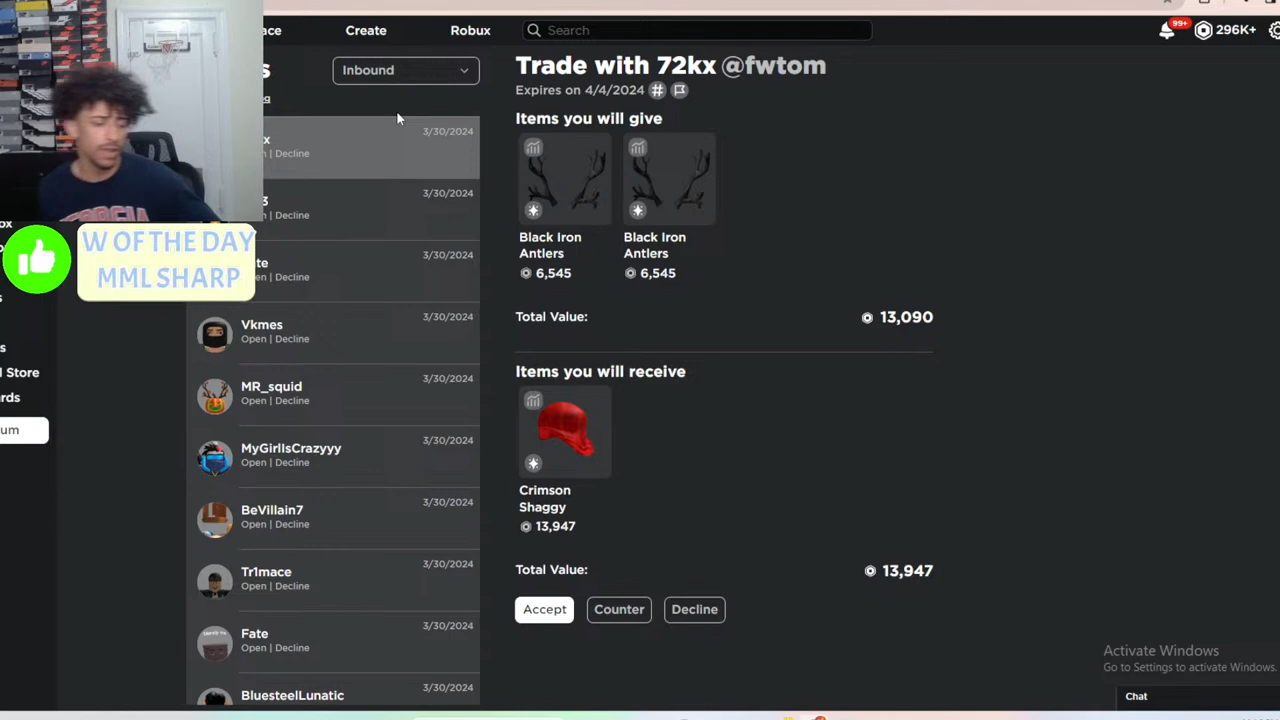 Create
Robux
Search
99+
296K+
Inbound
Trade with 72kx @fwtom
Expires on 4/4/2024
Items you will give
3/30/2024
Decline
Black Iron
Antlers
6,545
Black Iron
Antlers
6,545
3/30/2024
Decline
W OF THE DAY
MML SHARP
3/30/2024
Decline
Total Value:
13,090
Vkmes
Open | Decline
3/30/2024
Items you will receive
MR_squid
Open | Decline
3/30/2024
Crimson
Shaggy
13,947
MyGirlIsCrazyyy
Open | Decline
3/30/2024
BeVillain7
Open | Decline
3/30/2024
Total Value:
13,947
Tr1mace
Open | Decline
3/30/2024
Accept
Counter
Decline
Fate
Open | Decline
3/30/2024
BluesteelLunatic
3/30/2024
Activate Windows
Go to Settings to activate Windows.
Chat